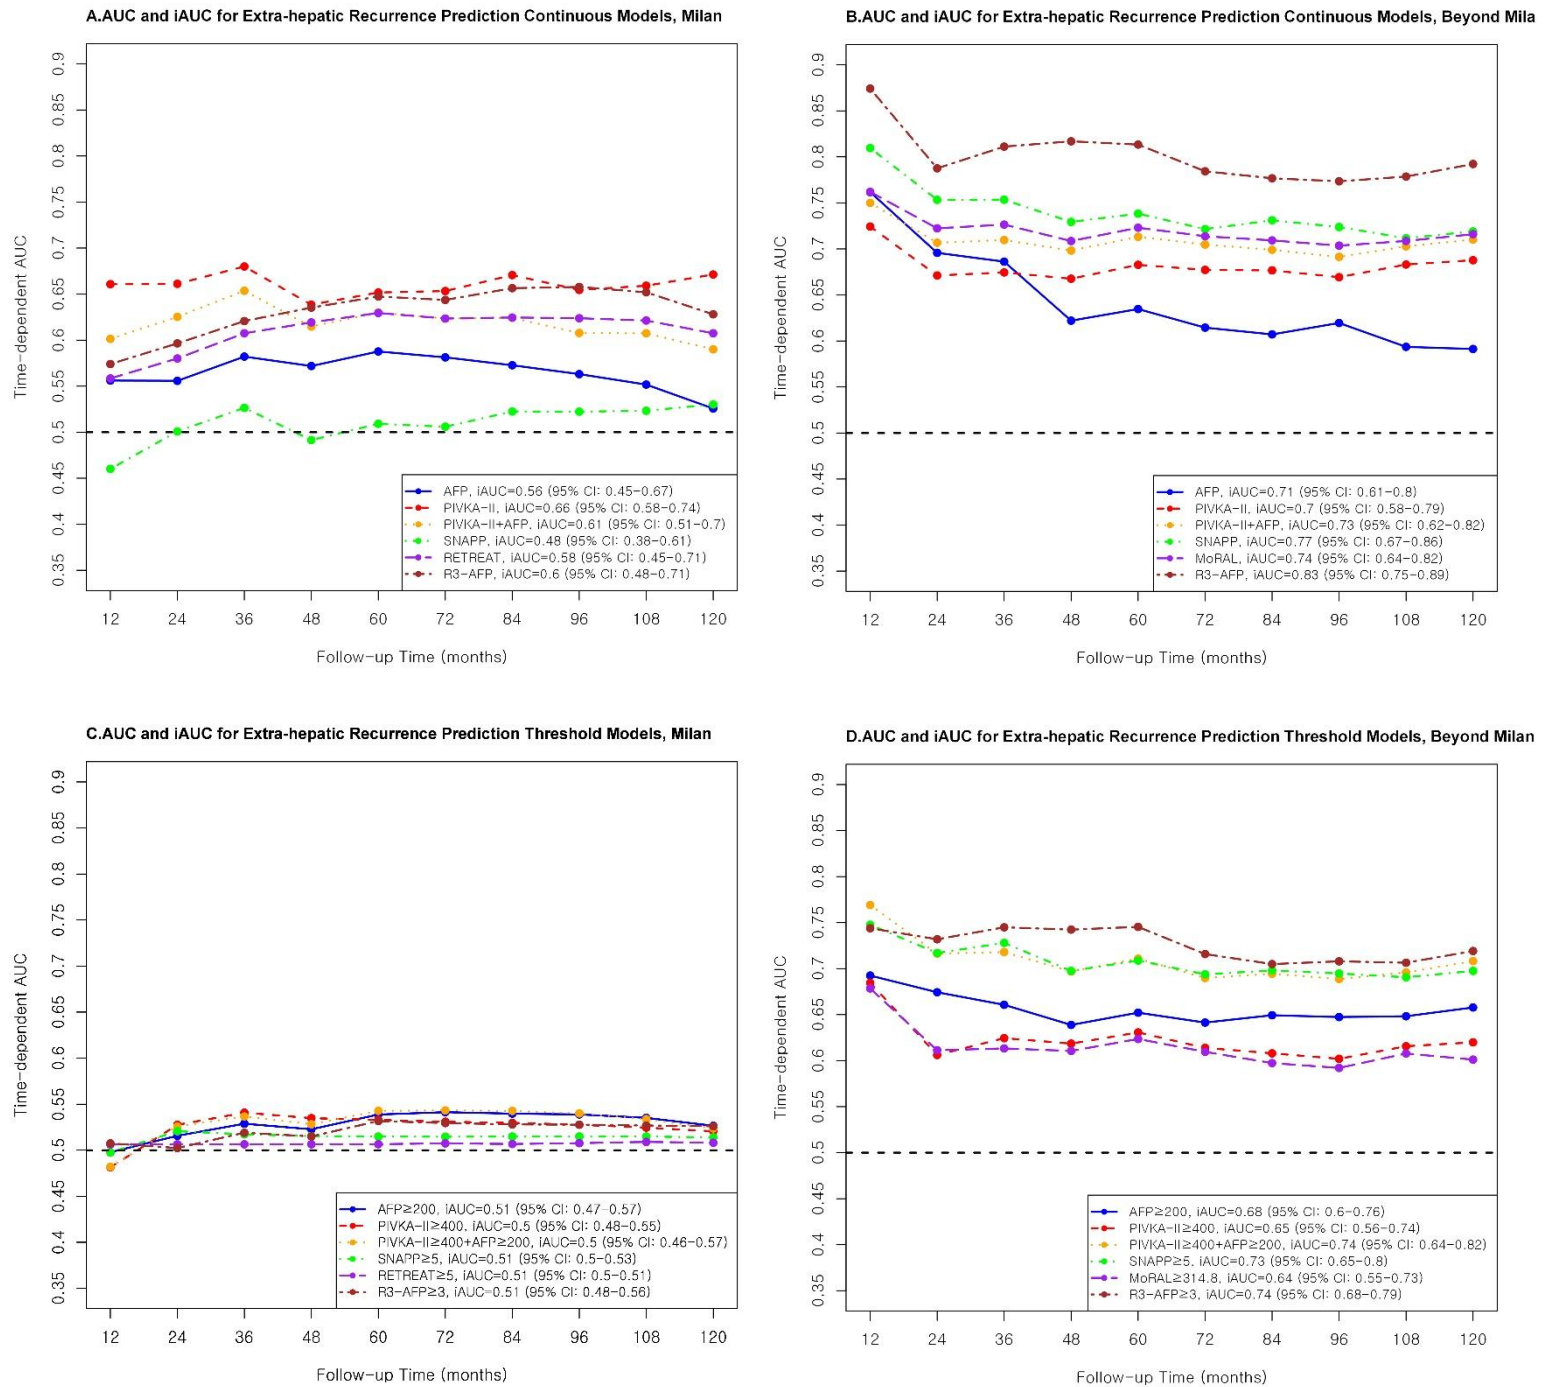 A.AUC and iAUC for Extra-hepatic Recurrence Prediction Continuous Models, Milan
Time-dependent AUC
0.9
0.85
0.8
0.75
0.7
0.65
0.6
0.55
0.5
0.45
0.4
0.35
AFP, iAUC=0.56 (95% CI: 0.45-0.67)
PIVKA-II, iAUC=0.66 (95% CI: 0.58-0.74)
PIVKA-II+AFP, iAUC=0.61 (95% CI: 0.51-0.7)
SNAPP, iAUC=0.48 (95% CI: 0.38-0.61)
RETREAT, iAUC=0.58 (95% CI: 0.45-0.71)
R3-AFP, iAUC=0.6 (95% CI: 0.48-0.71)
12 24 36 48 60 72 84 96 108 120
Follow-up Time (months)
B.AUC and iAUC for Extra-hepatic Recurrence Prediction Continuous Models, Beyond Mila
Time-dependent AUC
0.9
0.85
0.8
0.75
0.7
0.65
0.6
0.55
0.5
0.45
0.4
0.35
AFP, iAUC=0.71 (95% CI: 0.61-0.8)
PIVKA-II, iAUC=0.7 (95% CI: 0.58-0.79)
PIVKA-II+AFP, iAUC=0.73 (95% CI: 0.62-0.82)
SNAPP, iAUC=0.77 (95% CI: 0.67-0.86)
MoRAL, iAUC=0.74 (95% CI: 0.64-0.82)
R3-AFP, iAUC=0.83 (95% CI: 0.75-0.89)
12 24 36 48 60 72 84 96 108 120
Follow-up Time (months)
C.AUC and iAUC for Extra-hepatic Recurrence Prediction Threshold Models, Milan
Time-dependent AUC
0.9
0.85
0.8
0.75
0.7
0.65
0.6
0.55
0.5
0.45
0.4
0.35
AFP≥200, iAUC=0.51 (95% CI: 0.47-0.57)
PIVKA-II≥400, iAUC=0.5 (95% CI: 0.48-0.55)
PIVKA-II≥400+AFP≥200, iAUC=0.5 (95% CI: 0.46-0.57)
SNAPP≥5, iAUC=0.51 (95% CI: 0.5-0.53)
RETREAT≥5, iAUC=0.51 (95% CI: 0.5-0.51)
R3-AFP≥3, iAUC=0.51 (95% CI: 0.48-0.56)
12 24 36 48 60 72 84 96 108 120
Follow-up Time (months)
D.AUC and iAUC for Extra-hepatic Recurrence Prediction Threshold Models, Beyond Milan
Time-dependent AUC
0.9
0.85
0.8
0.75
0.7
0.65
0.6
0.55
0.5
0.45
0.4
0.35
AFP≥200, iAUC=0.68 (95% CI: 0.6-0.76)
PIVKA-II≥400, iAUC=0.65 (95% CI: 0.56-0.74)
PIVKA-II≥400+AFP≥200, iAUC=0.74 (95% CI: 0.64-0.82)
SNAPP≥5, iAUC=0.73 (95% CI: 0.65-0.8)
MoRAL≥314.8, iAUC=0.64 (95% CI: 0.55-0.73)
R3-AFP≥3, iAUC=0.74 (95% CI: 0.68-0.79)
12 24 36 48 60 72 84 96 108 120
Follow-up Time (months)